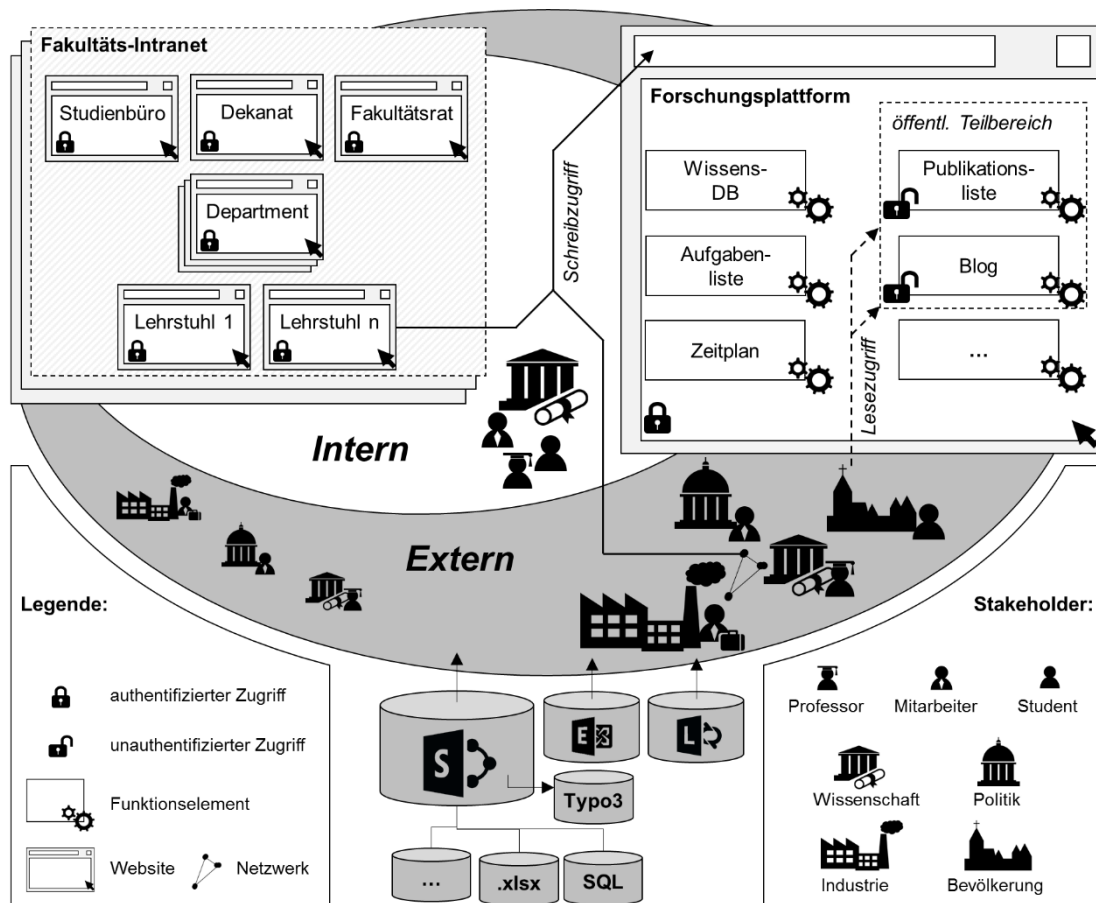 Fakultäts-Intranet
Studienbüro
Dekanat
Fakultätsrat
Department
Lehrstuhl 1
Lehrstuhl n
Schreibzugriff
Forschungsplattform
öffentl. Teilbereich
Wissens-
DB
Publikations-
liste
Aufgaben-
liste
Blog
Zeitplan
...
Lesezugriff
Intern
Extern
Legende:
authentifizierter Zugriff
unauthentifizierter Zugriff
Funktionselement
Website
Netzwerk
S
E
L
Typo3
...
.xlsx
SQL
Stakeholder:
Professor
Mitarbeiter
Student
Wissenschaft
Politik
Industrie
Bevölkerung